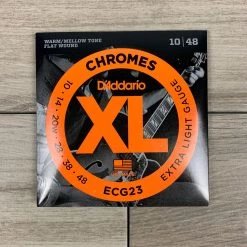 WARM/MELLOW TONE
FLAT WOUND
10/48
CHROMES
D'Addario
XL
10 · 14 · 20W · 28 · 38 · 48
EXTRA LIGHT GAUGE
ECG23